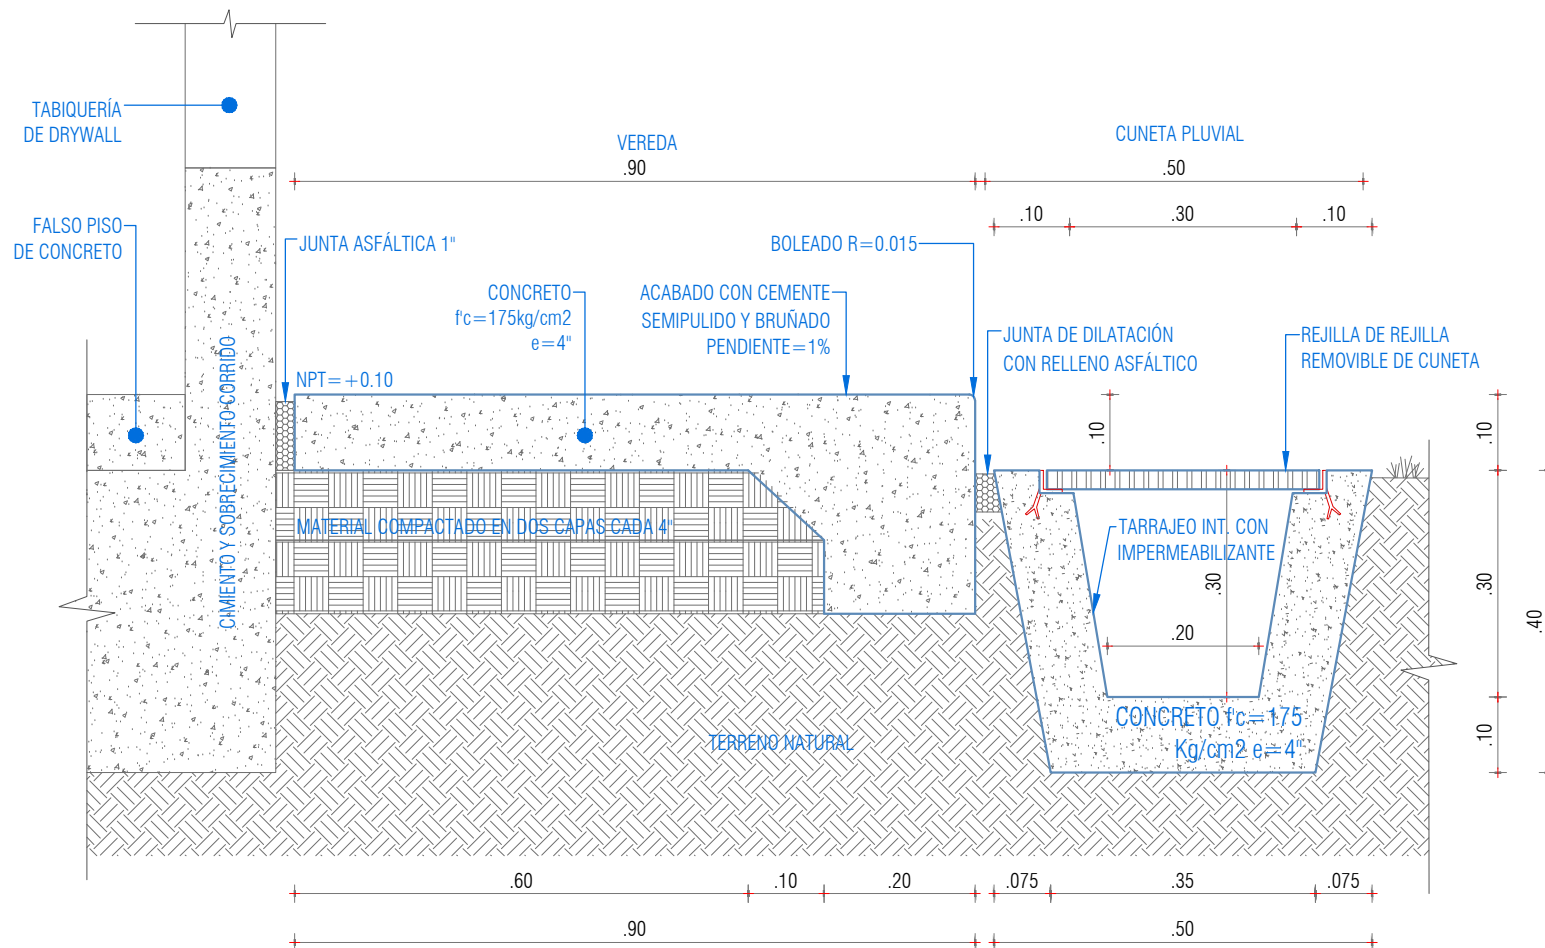 TABIQUERÍA
DE DRYWALL
VEREDA
.90
CUNETA PLUVIAL
.50
.10
.30
.10
FALSO PISO
DE CONCRETO
JUNTA ASFÁLTICA 1"
BOLEADO R=0.015
CONCRETO
f'c=175kg/cm2
e=4"
ACABADO CON CEMENTE
SEMIPULIDO Y BRUÑADO
PENDIENTE=1%
JUNTA DE DILATACIÓN
CON RELLENO ASFÁLTICO
REJILLA DE REJILLA
REMOVIBLE DE CUNETA
NPT=+0.10
CIMIENTO Y SOBRECIMIENTO CORRIDO
.10
.10
MATERIAL COMPACTADO EN DOS CAPAS CADA 4"
TARRAJEO INT. CON
IMPERMEABILIZANTE
.30
.30
.40
.20
TERRENO NATURAL
CONCRETO f'c=175
Kg/cm2 e=4"
.10
.60
.10
.20
.075
.35
.075
.90
.50